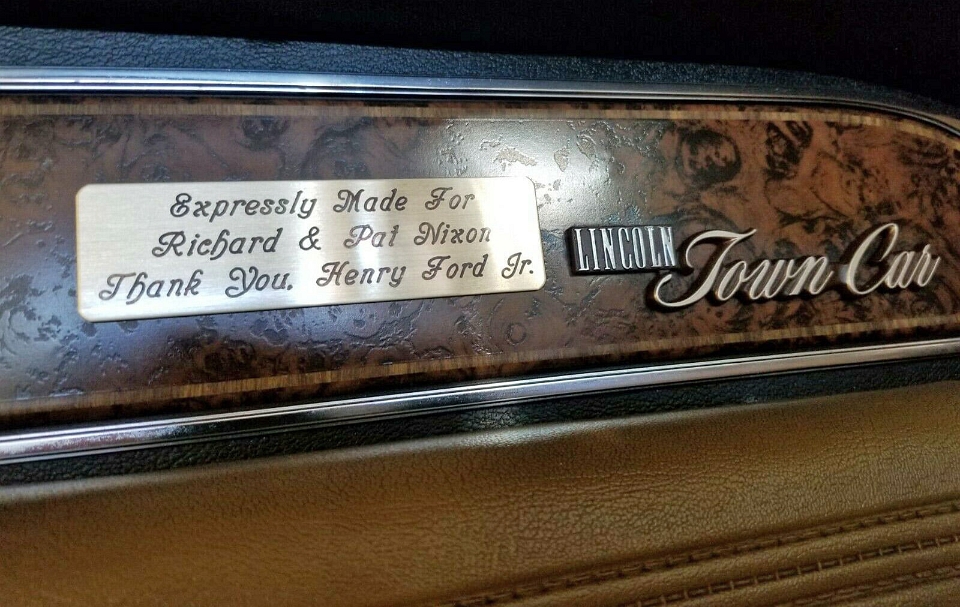 Expressly Made For
Richard & Pat Nixon
Thank You, Henry Ford Jr.
LINCOLN Town Car